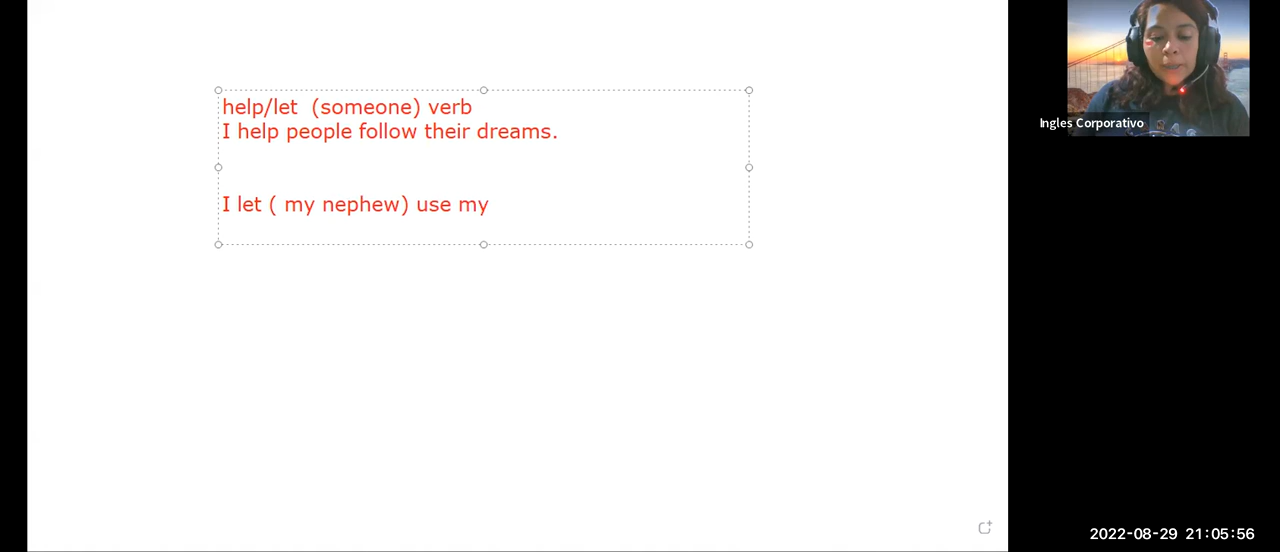 help/let  (someone) verb
I help people follow their dreams.
I let ( my nephew) use my
Ingles Corporativo
2022-08-29 21:05:56